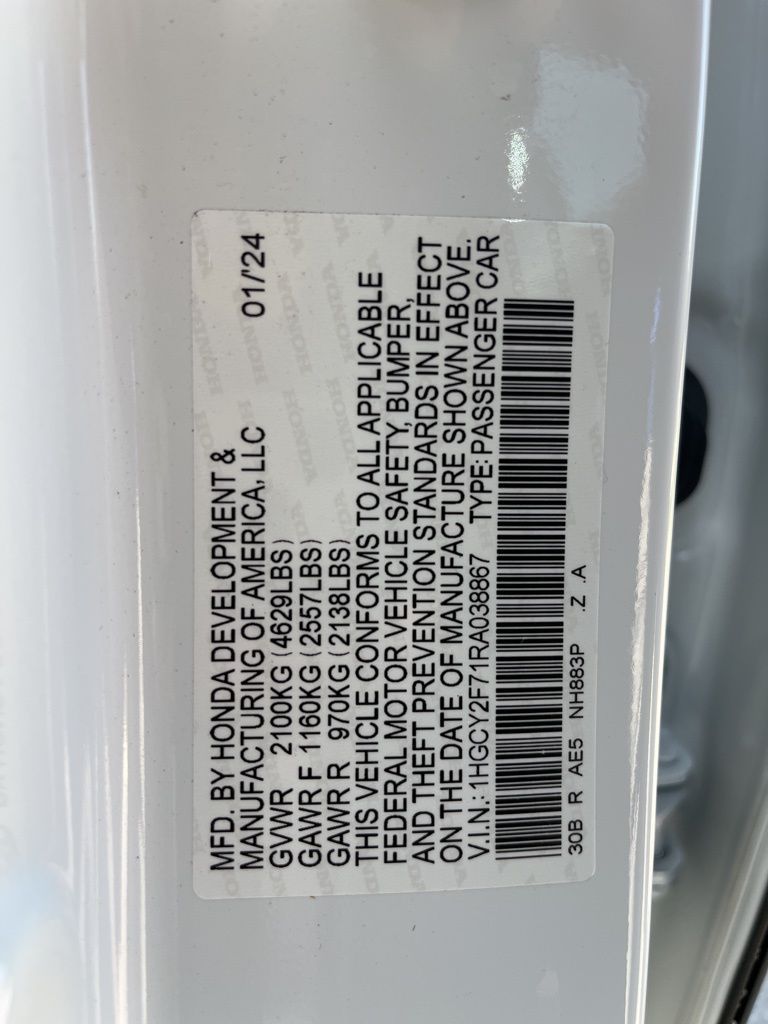 MFD. BY HONDA DEVELOPMENT &
MANUFACTURING OF AMERICA, LLC 01/'24
GVWR 2100KG (4629LBS)
GAWR F 1160KG (2557LBS)
GAWR R 970KG (2138LBS)
THIS VEHICLE CONFORMS TO ALL APPLICABLE
FEDERAL MOTOR VEHICLE SAFETY, BUMPER,
AND THEFT PREVENTION STANDARDS IN EFFECT
ON THE DATE OF MANUFACTURE SHOWN ABOVE.
V.I.N.: 1HGCY2F71RA038867 TYPE: PASSENGER CAR
30B R AE5 NH883P .Z .A